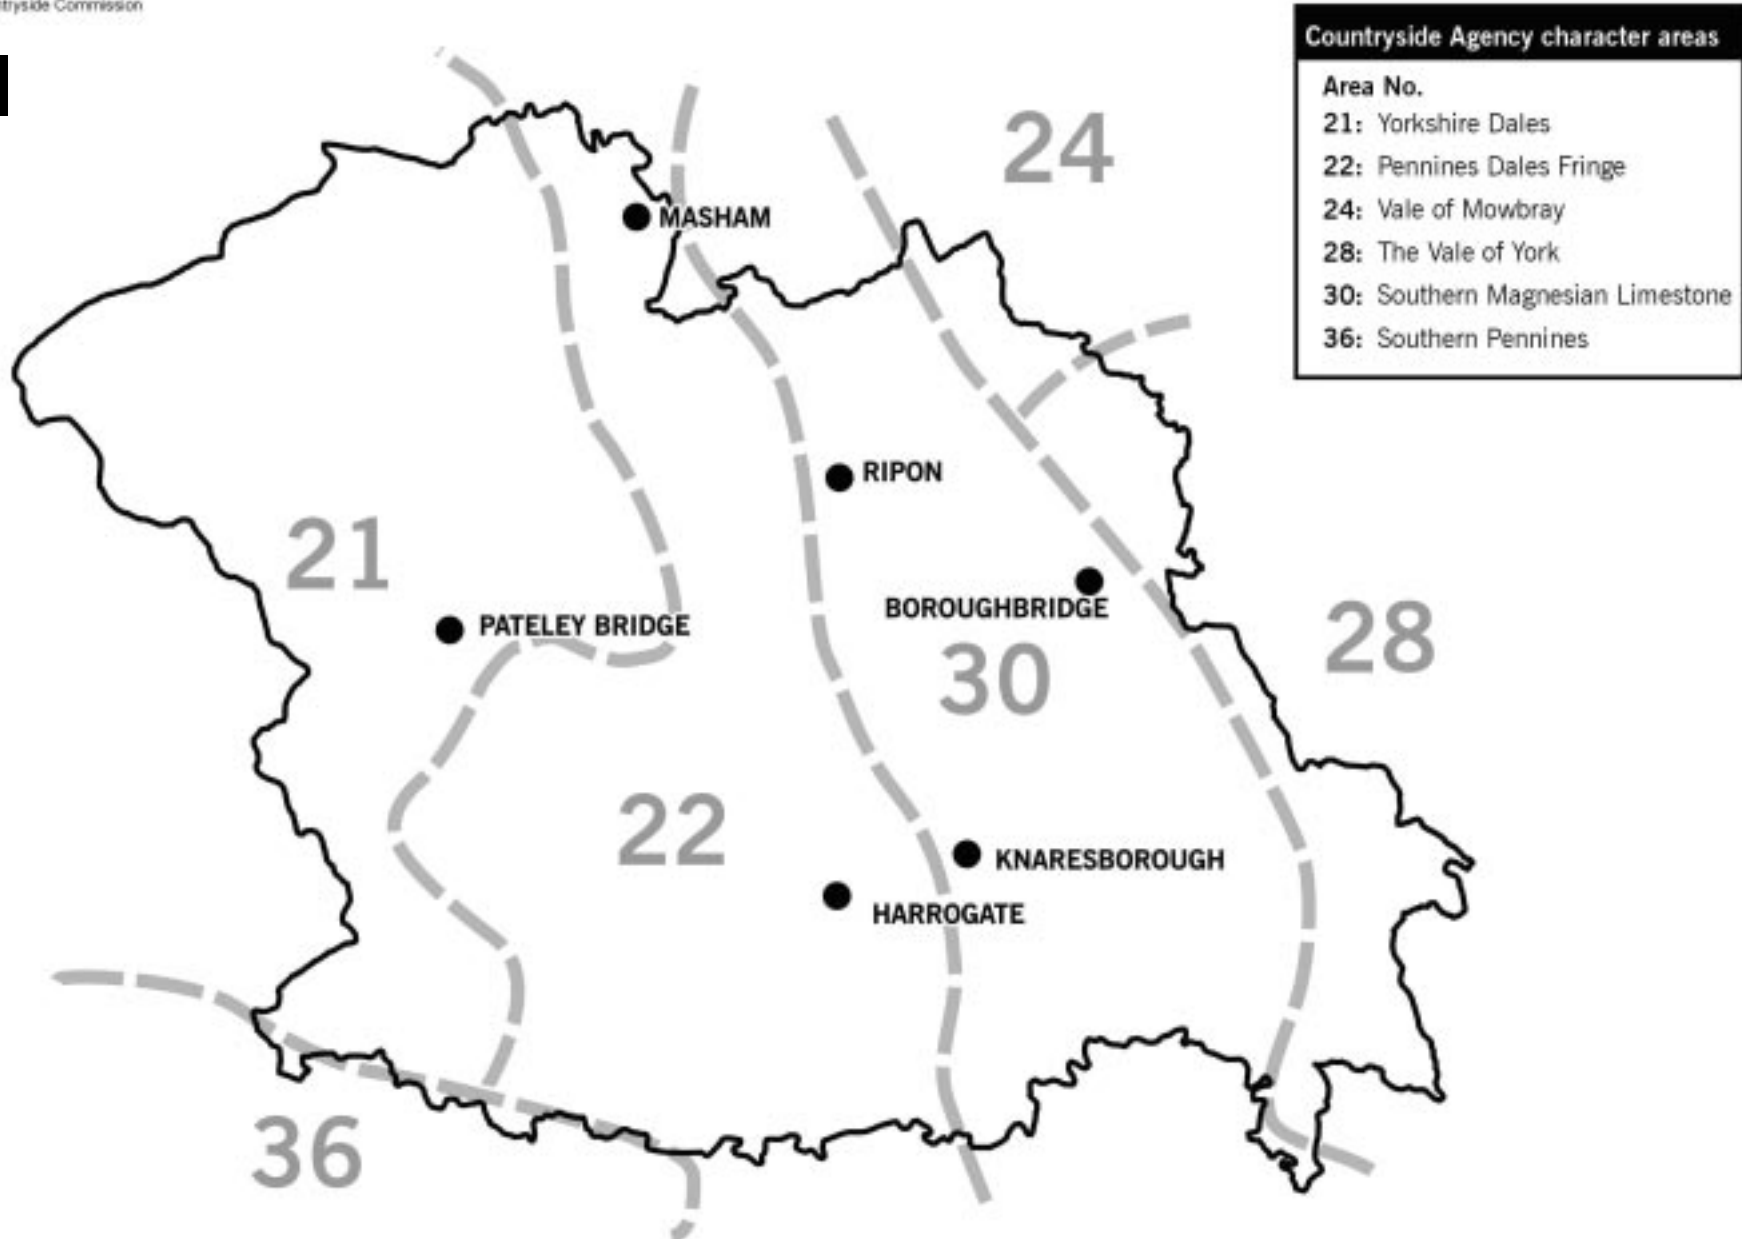 Commission
Countryside Agency character areas
Area No.
21: Yorkshire Dales
22: Pennines Dales Fringe
24: Vale of Mowbray
28: The Vale of York
30: Southern Magnesian Limestone
36: Southern Pennines
24
MASHAM
RIPON
21
BOROUGHBRIDGE
PATELEY BRIDGE
28
30
22
KNARESBOROUGH
HARROGATE
36